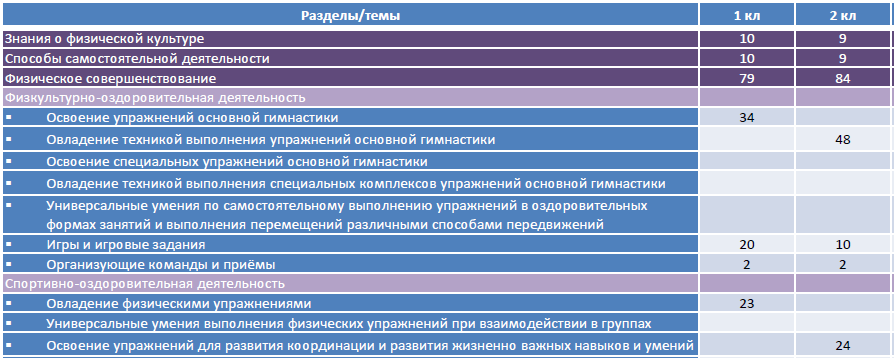 Разделы/темы 1 кл 2 кл
Знания о физической культуре 10 9
Способы самостоятельной деятельности 10 9
Физическое совершенствование 79 84
Физкультурно-оздоровительная деятельность
▪ Освоение упражнений основной гимнастики 34
▪ Овладение техникой выполнения упражнений основной гимнастики 48
▪ Освоение специальных упражнений основной гимнастики
▪ Овладение техникой выполнения специальных комплексов упражнений основной гимнастики
▪ Универсальные умения по самостоятельному выполнению упражнений в оздоровительных
формах занятий и выполнения перемещений различными способами передвижений
▪ Игры и игровые задания 20 10
▪ Организующие команды и приёмы 2 2
Спортивно-оздоровительная деятельность
▪ Овладение физическими упражнениями 23
▪ Универсальные умения выполнения физических упражнений при взаимодействии в группах
▪ Освоение упражнений для развития координации и развития жизненно важных навыков и умений 24